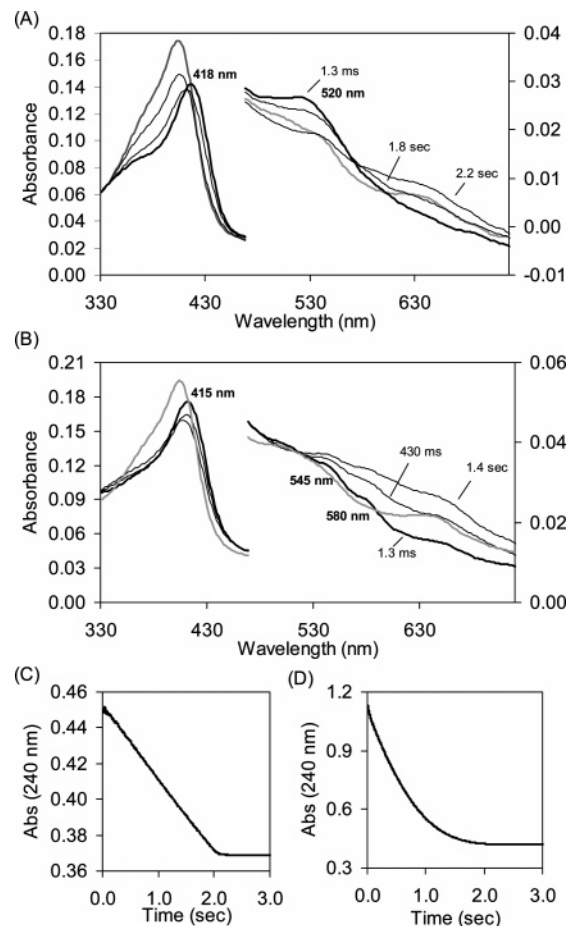 (A)
0.18 0.04
0.16 418 nm 1.3 ms
0.14 0.03
0.12 520 nm
0.10 0.02
0.08 1.8 sec
0.06 2.2 sec 0.01
0.04 0.00
0.02
0.00 -0.01
Absorbance
330 430 530 630
Wavelength (nm)
(B)
0.21 0.06
0.18 415 nm
0.15 430 ms 0.04
0.12 1.4 sec
0.09 545 nm
0.06 580 nm 0.02
0.03 1.3 ms
0.00 0.00
Absorbance
330 430 530 630
Wavelength (nm)
(C)
0.46
0.44
0.42
0.40
0.38
0.36
Abs (240 nm)
0.0 1.0 2.0 3.0
Time (sec)
(D)
1.2
0.9
0.6
0.3
Abs (240 nm)
0.0 1.0 2.0 3.0
Time (sec)